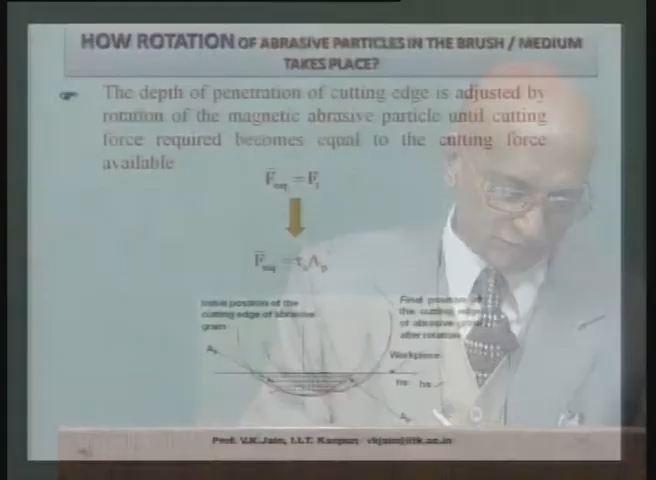 HOW ROTATION OF ABRASIVE PARTICLES IN THE BRUSH / MEDIUM
TAKES PLACE?
The depth of penetration of cutting edge is adjusted by
rotation of the magnetic abrasive particle until cutting
force required becomes equal to the cutting force
available
Initial position of the
cutting edge of abrasive
grain
Final position of
the cutting edge
of abrasive grain
after rotation
Workpiece
Prof. V.K.Jain, I.I.T. Kanpur